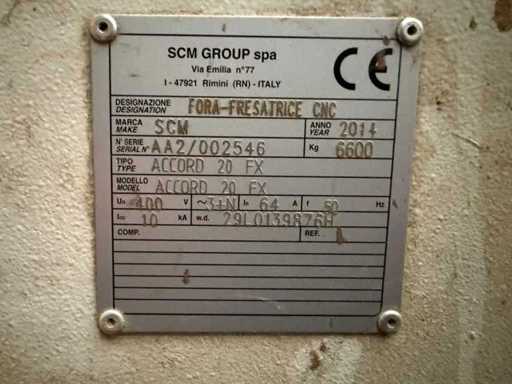 SCM GROUP spa
Via Emilia n°77
I - 47921 Rimini (RN) - ITALY
CE
DESIGNAZIONE DESIGNATION FORA-FRESATRICE CNC
MARCA MAKE SCM ANNO YEAR 2014
N° SERIE SERIAL N° AA2/002546 Kg 6600
TIPO TYPE ACCORD 20 FX
MODELLO MODEL ACCORD 20 FX
Un 400 V ~3+N In 64 A f 50 Hz
Icc 10 kA w.d. 29L0139876H
COMP. REF.